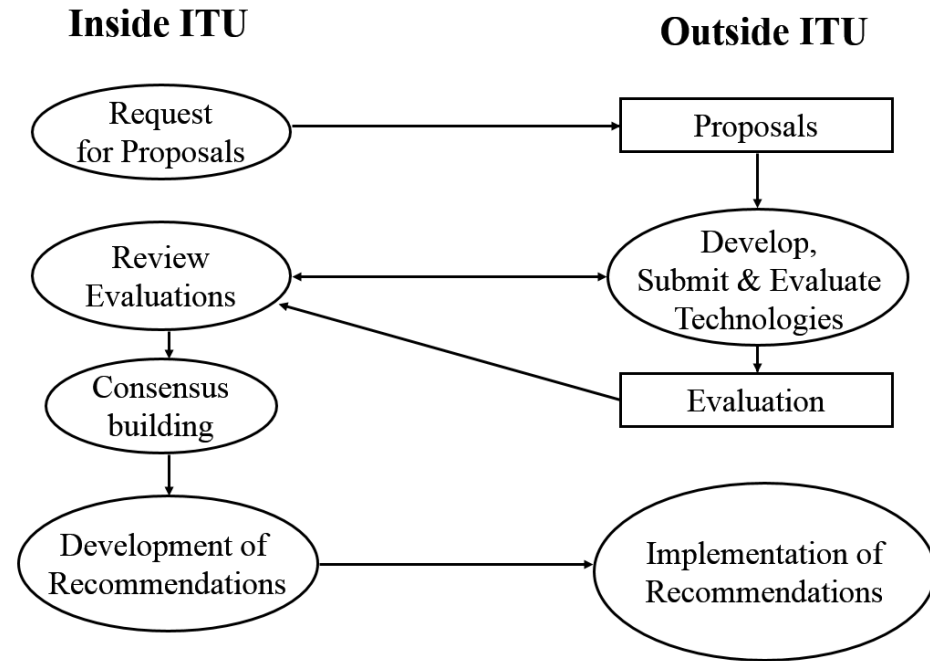 Inside ITU
Outside ITU
Request
for Proposals
Proposals
Review
Evaluations
Develop,
Submit & Evaluate
Technologies
Consensus
building
Evaluation
Development of
Recommendations
Implementation of
Recommendations